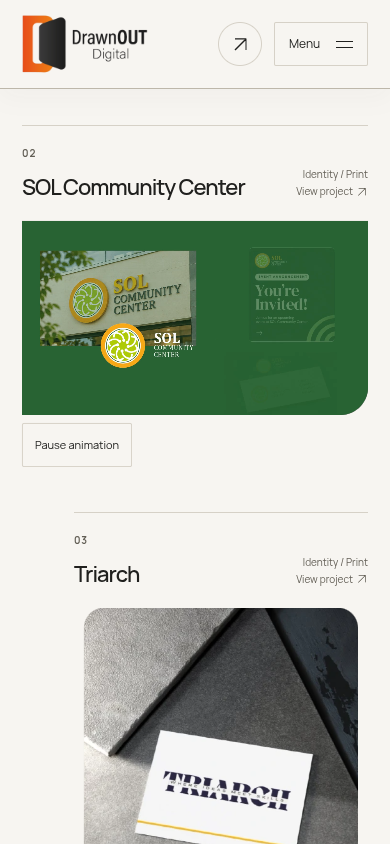 DrawnOUT
Digital
Menu
02
SOL Community Center
Identity / Print
View project
SOL
COMMUNITY
CENTER
SOL
COMMUNITY
CENTER
SOL
You're
Invited!
Pause animation
03
Triarch
Identity / Print
View project
TRIARCH